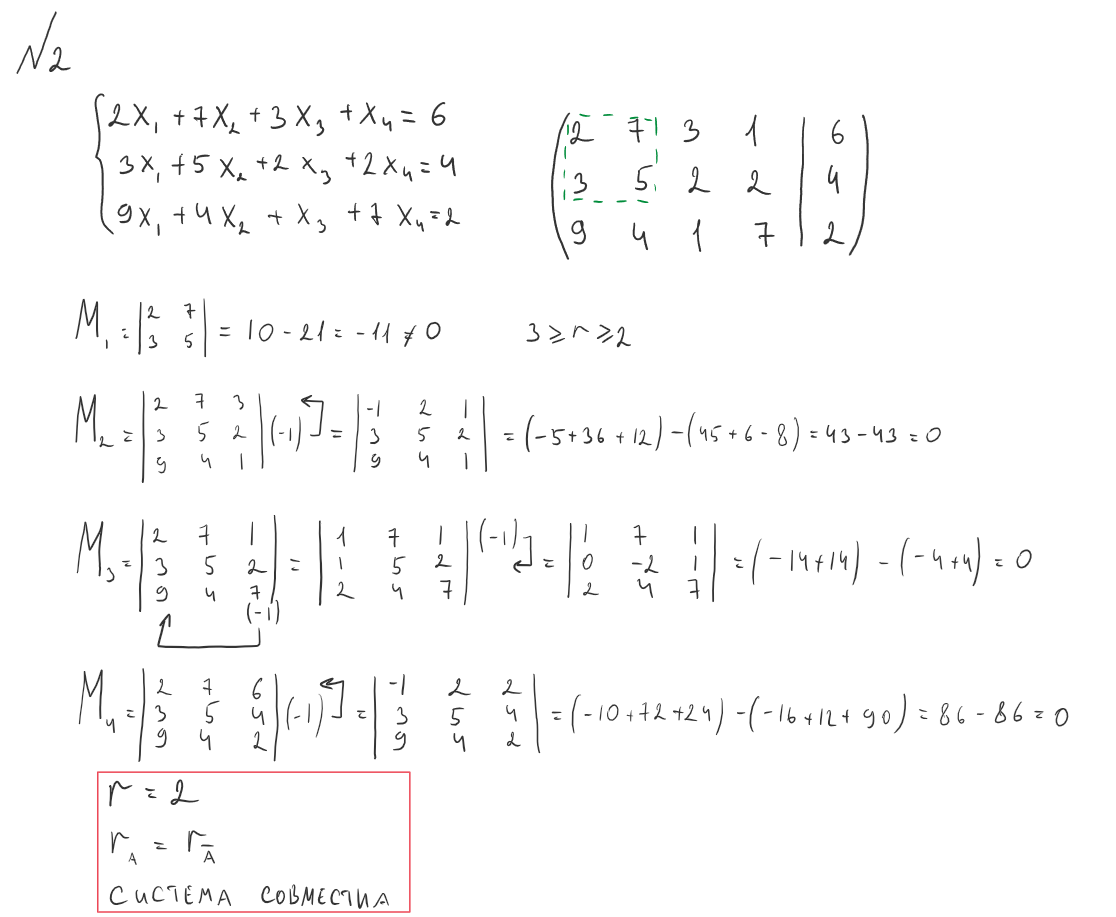 №2
2x₁ + 7x₂ + 3x₃ + x₄ = 6
3x₁ + 5x₂ + 2x₃ + 2x₄ = 4
9x₁ + 4x₂ + x₃ + 7x₄ = 2
2 7 3 1 | 6
3 5 2 2 | 4
9 4 1 7 | 2
M₁ = |2 7; 3 5| = 10 - 21 = -11 ≠ 0 3 ≥ r ≥ 2
M₂ = |2 7 3; 3 5 2; 9 4 1| (-1) = |-1 2 1; 3 5 2; 9 4 1| = (-5+36+12) - (45+6-8) = 43-43 = 0
M₃ = |2 7 1; 3 5 2; 9 4 7| = |1 7 1; 1 5 2; 2 4 7| (-1) = |1 7 1; 0 -2 1; 2 4 7| = (-14+14) - (-4+4) = 0
(-1)
M₄ = |2 7 6; 3 5 4; 9 4 2| (-1) = |-1 2 2; 3 5 4; 9 4 2| = (-10+72+24) - (-16+12+90) = 86-86 = 0
r = 2
r_A = r_Ā
СИСТЕМА СОВМЕСТНА